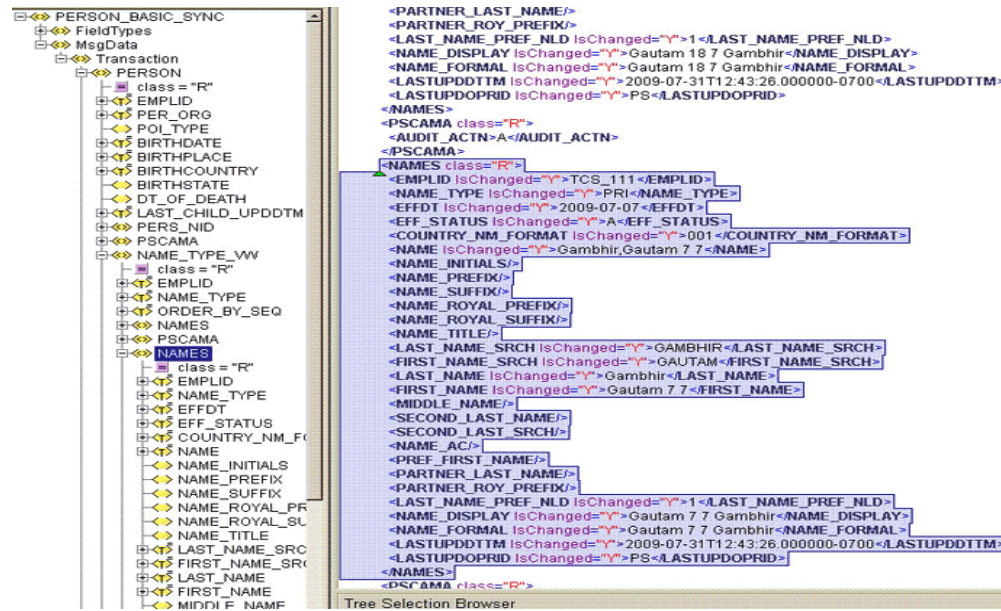 PERSON_BASIC_SYNC
FieldTypes
MsgData
Transaction
PERSON
class = "R"
EMPLID
PER_ORG
POI_TYPE
BIRTHDATE
BIRTHPLACE
BIRTHCOUNTRY
BIRTHSTATE
DT_OF_DEATH
LAST_CHILD_UPDDTM
PERS_NID
PSCAMA
NAME_TYPE_VW
class = "R"
EMPLID
NAME_TYPE
ORDER_BY_SEQ
NAMES
PSCAMA
NAMES
class = "R"
EMPLID
NAME_TYPE
EFFDT
EFF_STATUS
COUNTRY_NM_F
NAME
NAME_INITIALS
NAME_PREFIX
NAME_SUFFIX
NAME_ROYAL_PR
NAME_ROYAL_SU
NAME_TITLE
LAST_NAME_SRC
FIRST_NAME_SR
LAST_NAME
FIRST_NAME
MIDDLE_NAME
<PARTNER_LAST_NAME/>
<PARTNER_ROY_PREFIX/>
<LAST_NAME_PREF_NLD IsChanged="Y">1</LAST_NAME_PREF_NLD>
<NAME_DISPLAY IsChanged="Y">Gautam 18 7 Gambhir</NAME_DISPLAY>
<NAME_FORMAL IsChanged="Y">Gautam 18 7 Gambhir</NAME_FORMAL>
<LASTUPDDTTM IsChanged="Y">2009-07-31T12:43:26.000000-0700</LASTUPDDTTM>
<LASTUPDOPRID IsChanged="Y">PS</LASTUPDOPRID>
</NAMES>
<PSCAMA class="R">
<AUDIT_ACTN>A</AUDIT_ACTN>
</PSCAMA>
<NAMES class="R">
<EMPLID IsChanged="Y">TCS_111</EMPLID>
<NAME_TYPE IsChanged="Y">PRI</NAME_TYPE>
<EFFDT IsChanged="Y">2009-07-07</EFFDT>
<EFF_STATUS IsChanged="Y">A</EFF_STATUS>
<COUNTRY_NM_FORMAT IsChanged="Y">001</COUNTRY_NM_FORMAT>
<NAME IsChanged="Y">Gambhir,Gautam 7 7</NAME>
<NAME_INITIALS/>
<NAME_PREFIX/>
<NAME_SUFFIX/>
<NAME_ROYAL_PREFIX/>
<NAME_ROYAL_SUFFIX/>
<NAME_TITLE/>
<LAST_NAME_SRCH IsChanged="Y">GAMBHIR</LAST_NAME_SRCH>
<FIRST_NAME_SRCH IsChanged="Y">GAUTAM</FIRST_NAME_SRCH>
<LAST_NAME IsChanged="Y">Gambhir</LAST_NAME>
<FIRST_NAME IsChanged="Y">Gautam 7 7</FIRST_NAME>
<MIDDLE_NAME/>
<SECOND_LAST_NAME/>
<SECOND_LAST_SRCH/>
<NAME_AC/>
<PREF_FIRST_NAME/>
<PARTNER_LAST_NAME/>
<PARTNER_ROY_PREFIX/>
<LAST_NAME_PREF_NLD IsChanged="Y">1</LAST_NAME_PREF_NLD>
<NAME_DISPLAY IsChanged="Y">Gautam 7 7 Gambhir</NAME_DISPLAY>
<NAME_FORMAL IsChanged="Y">Gautam 7 7 Gambhir</NAME_FORMAL>
<LASTUPDDTTM IsChanged="Y">2009-07-31T12:43:26.000000-0700</LASTUPDDTTM>
<LASTUPDOPRID IsChanged="Y">PS</LASTUPDOPRID>
</NAMES>
<PSCAMA class="R">
Tree Selection Browser